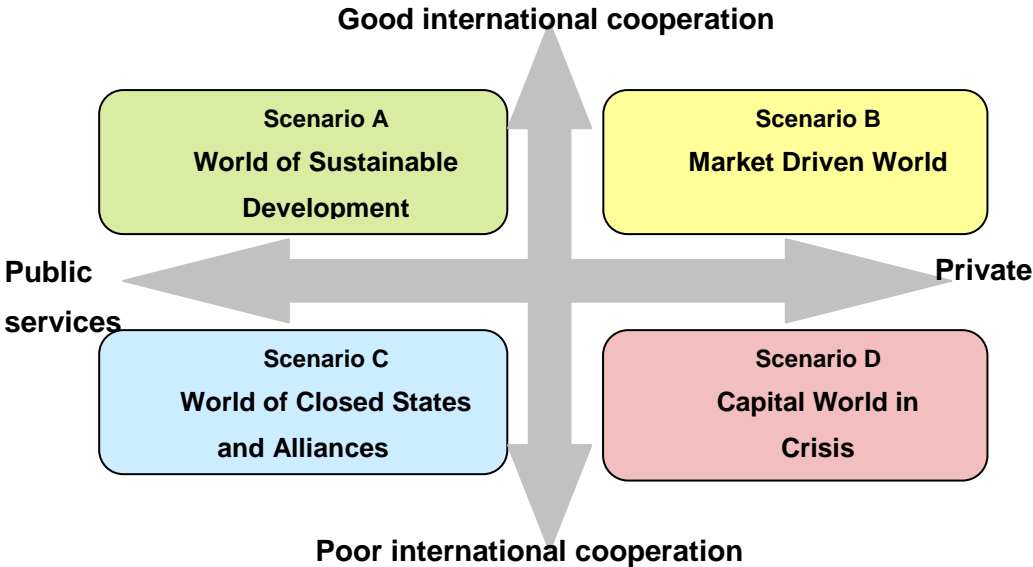 Good international cooperation
Scenario A
World of Sustainable
Development
Scenario B
Market Driven World
Public
services
Private
Scenario C
World of Closed States
and Alliances
Scenario D
Capital World in
Crisis
Poor international cooperation